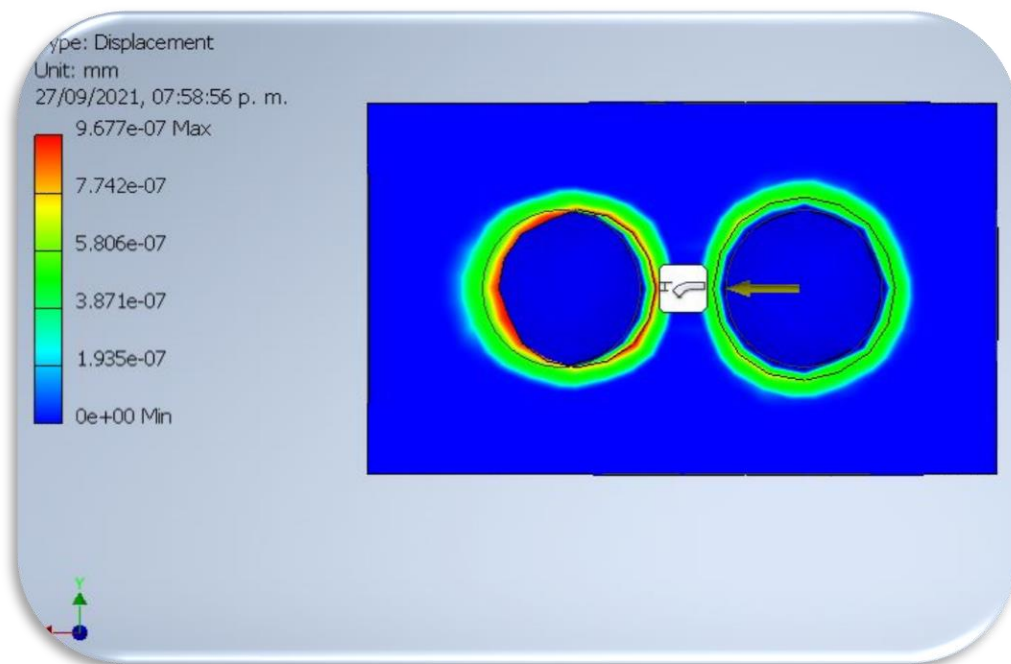 Type: Displacement
Unit: mm
27/09/2021, 07:58:56 p. m.
9.677e-07 Max
7.742e-07
5.806e-07
3.871e-07
1.935e-07
0e+00 Min
Y